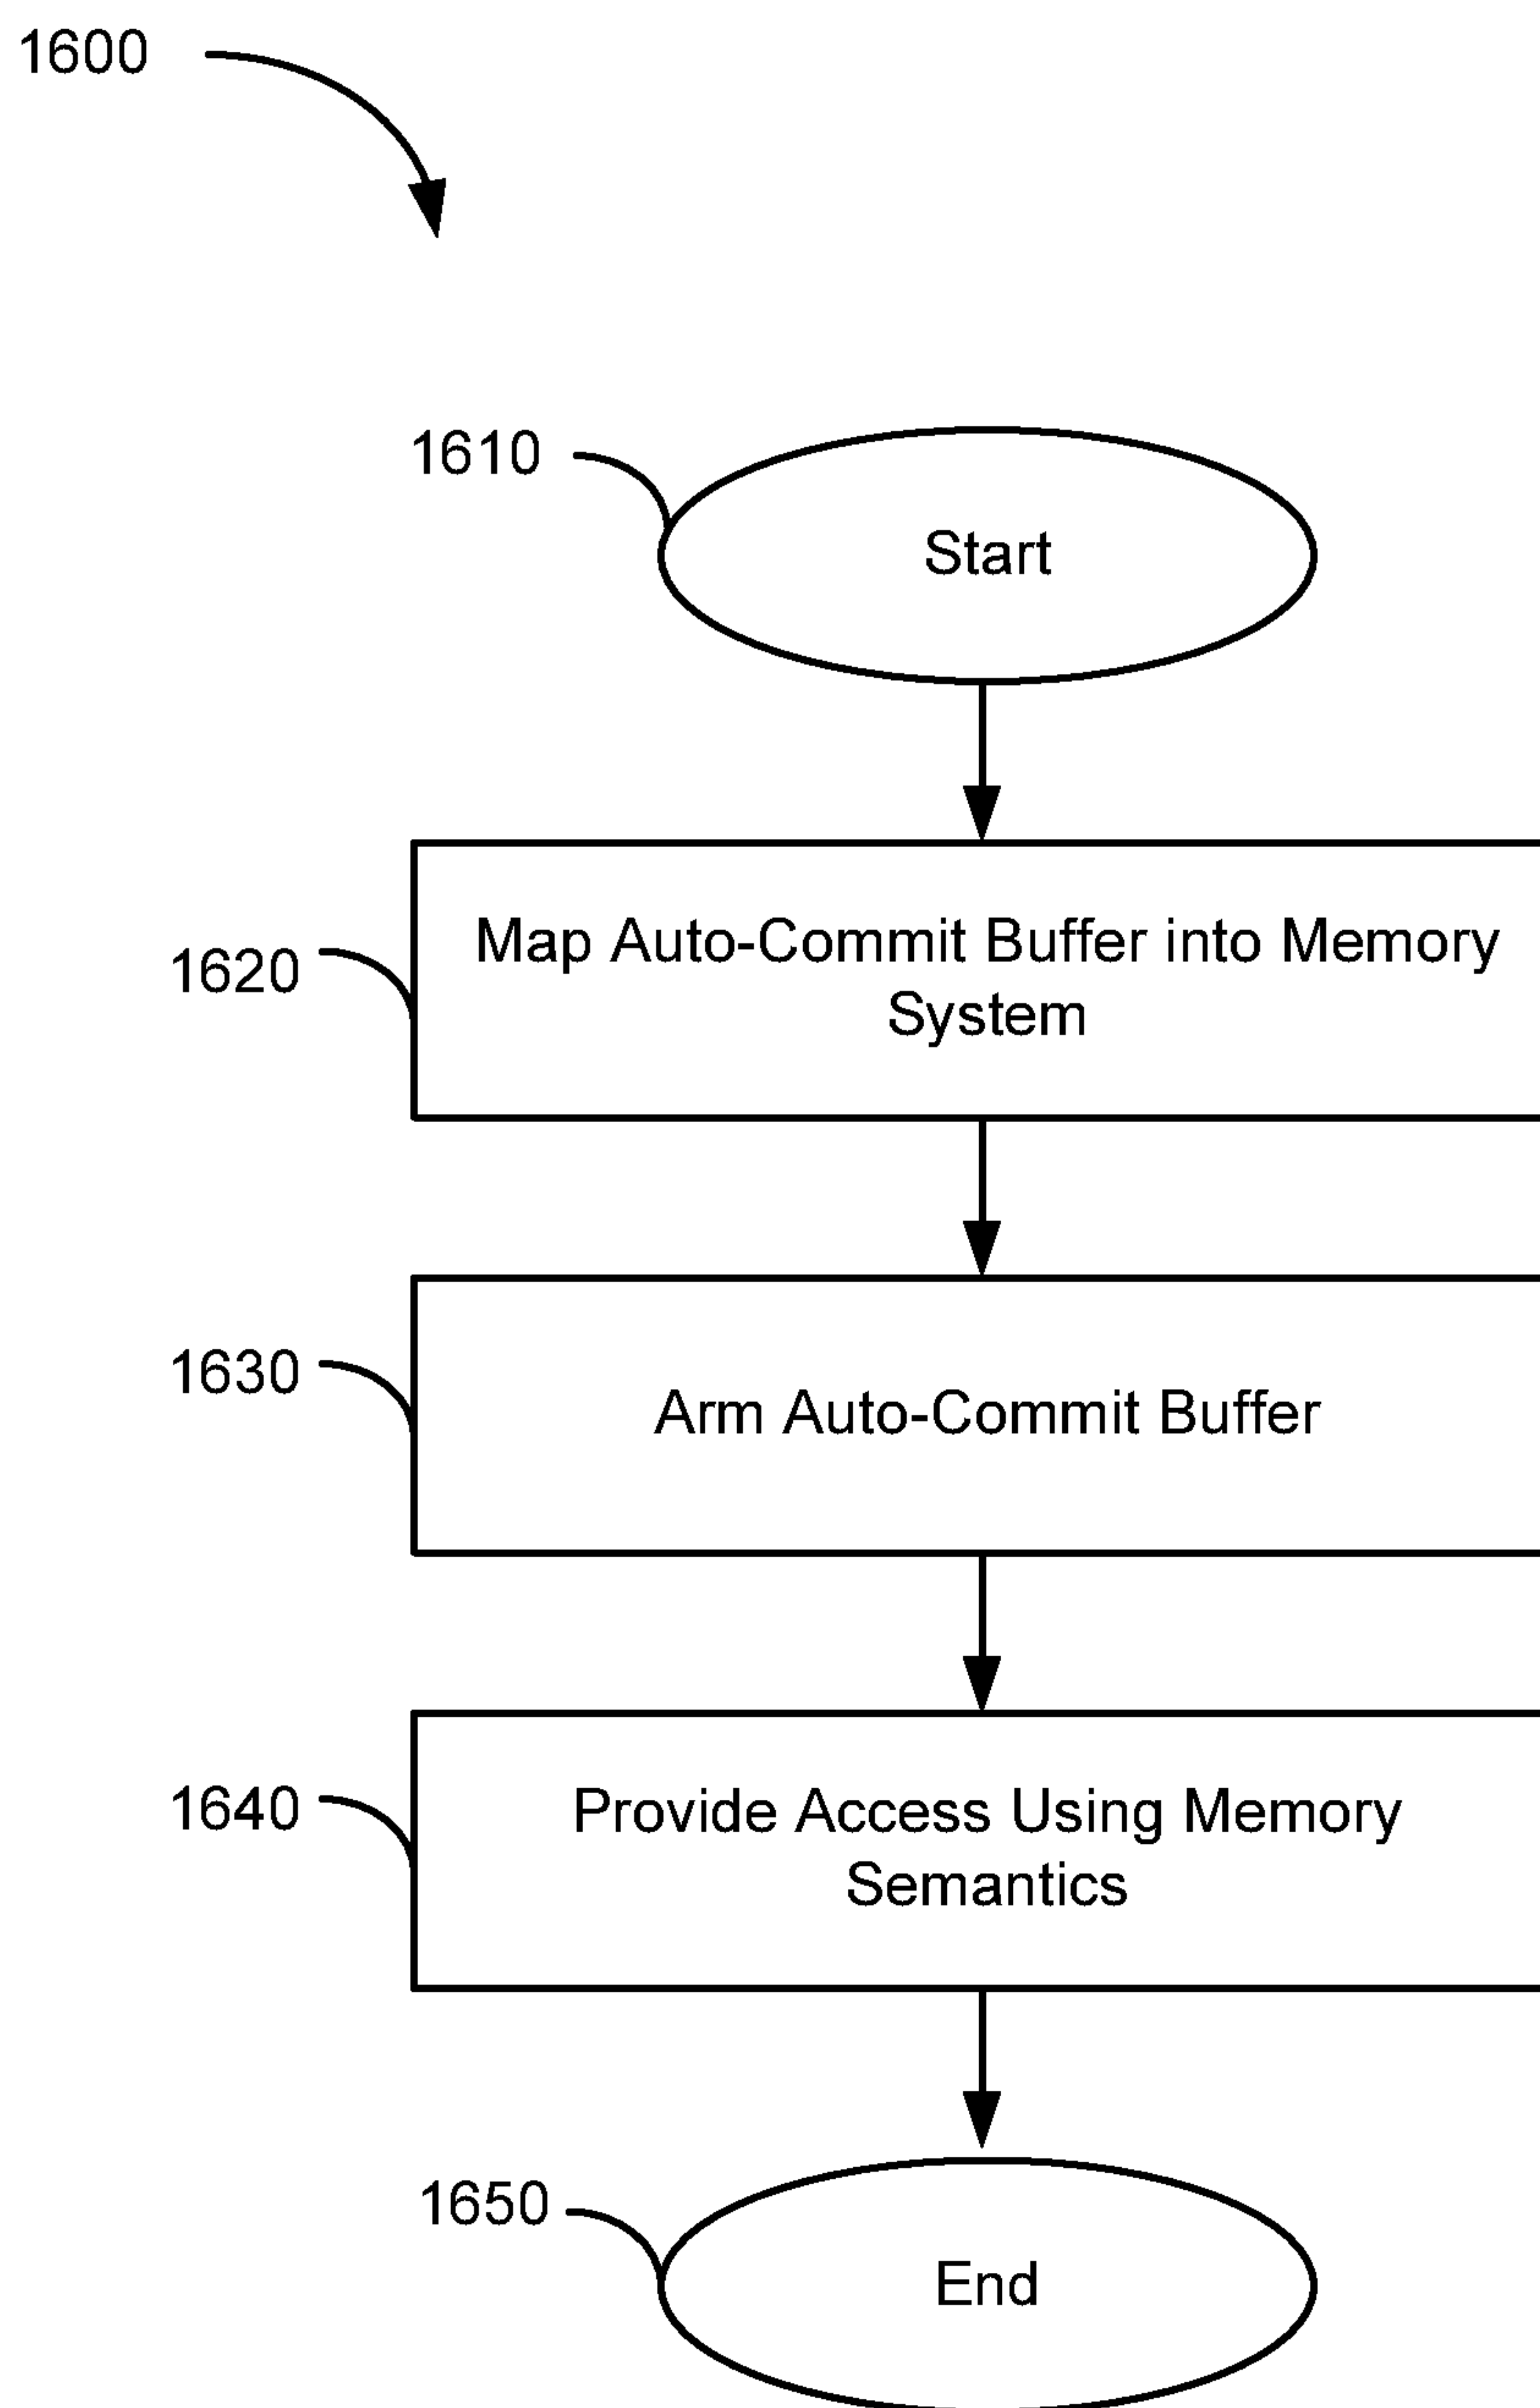 1600
1610
Start
1620
Map Auto-Commit Buffer into Memory
System
1630
Arm Auto-Commit Buffer
1640
Provide Access Using Memory
Semantics
1650
End